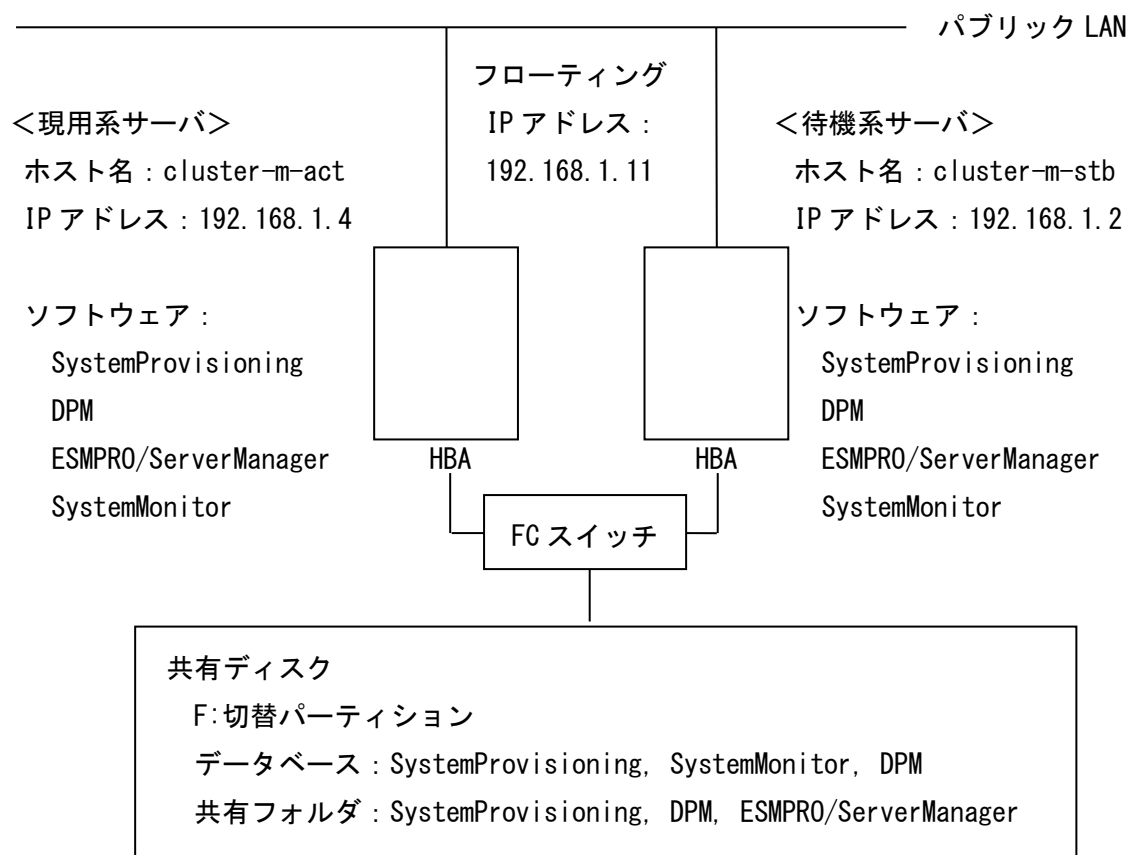 パブリック LAN
フローティング
IP アドレス：
192.168.1.11
＜現用系サーバ＞
ホスト名：cluster-m-act
IP アドレス：192.168.1.4
＜待機系サーバ＞
ホスト名：cluster-m-stb
IP アドレス：192.168.1.2
ソフトウェア：
SystemProvisioning
DPM
ESMPRO/ServerManager
SystemMonitor
ソフトウェア：
SystemProvisioning
DPM
ESMPRO/ServerManager
SystemMonitor
HBA
HBA
FC スイッチ
共有ディスク
F:切替パーティション
データベース：SystemProvisioning, SystemMonitor, DPM
共有フォルダ：SystemProvisioning, DPM, ESMPRO/ServerManager